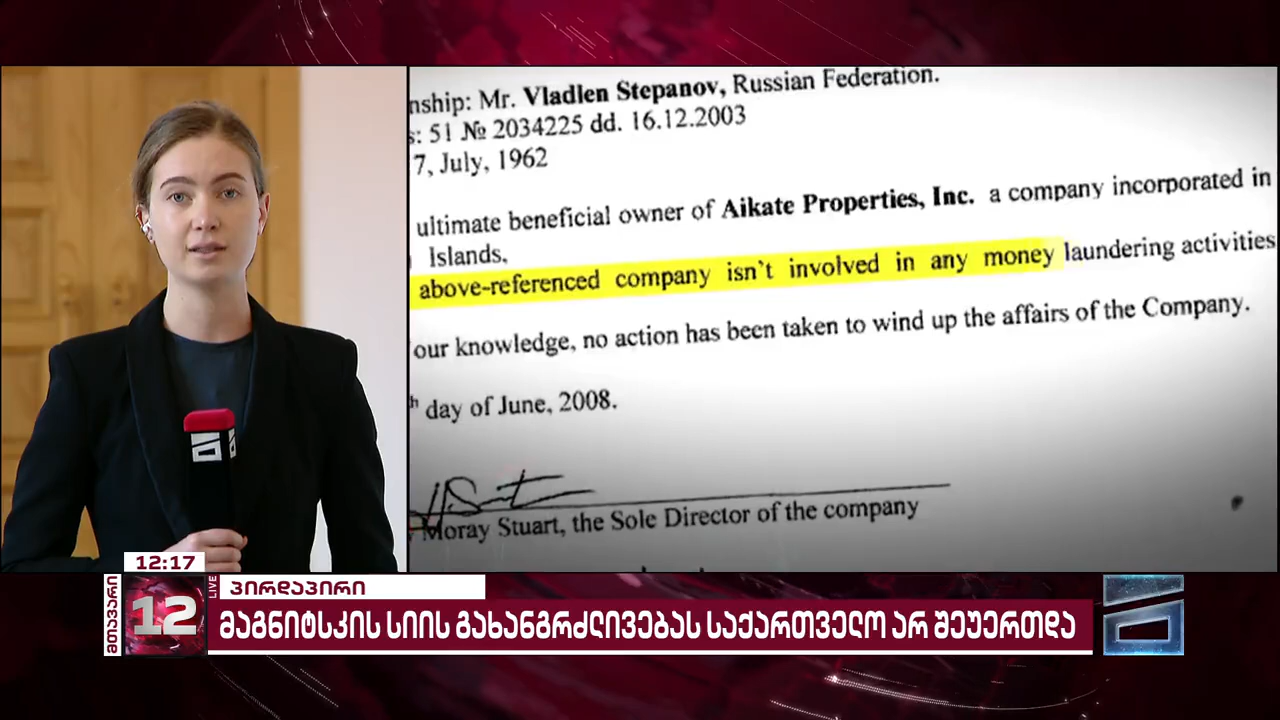 nship: Mr. Vladlen Stepanov, Russian Federation.
s: 51 № 2034225 dd. 16.12.2003
7, July, 1962
ultimate beneficial owner of Aikate Properties, Inc. a company incorporated in
Islands,
above-referenced company isn't involved in any money laundering activities
our knowledge, no action has been taken to wind up the affairs of the Company.
th day of June, 2008.
Moray Stuart, the Sole Director of the company
12:17
მთავარი
12
LIVE
პირდაპირი
მაგნიტსკის სიის გახანგრძლივებას საქართველო არ შეუერთდა